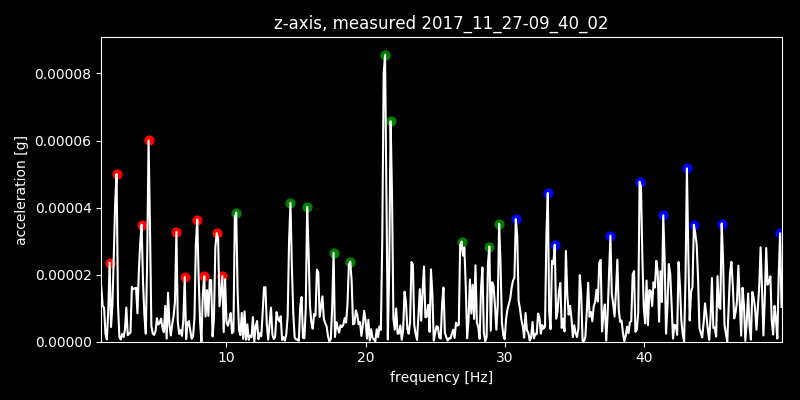 z-axis, measured 2017_11_27-09_40_02
0.00008
0.00006
0.00004
0.00002
0.00000
acceleration [g]
10 20 30 40
frequency [Hz]